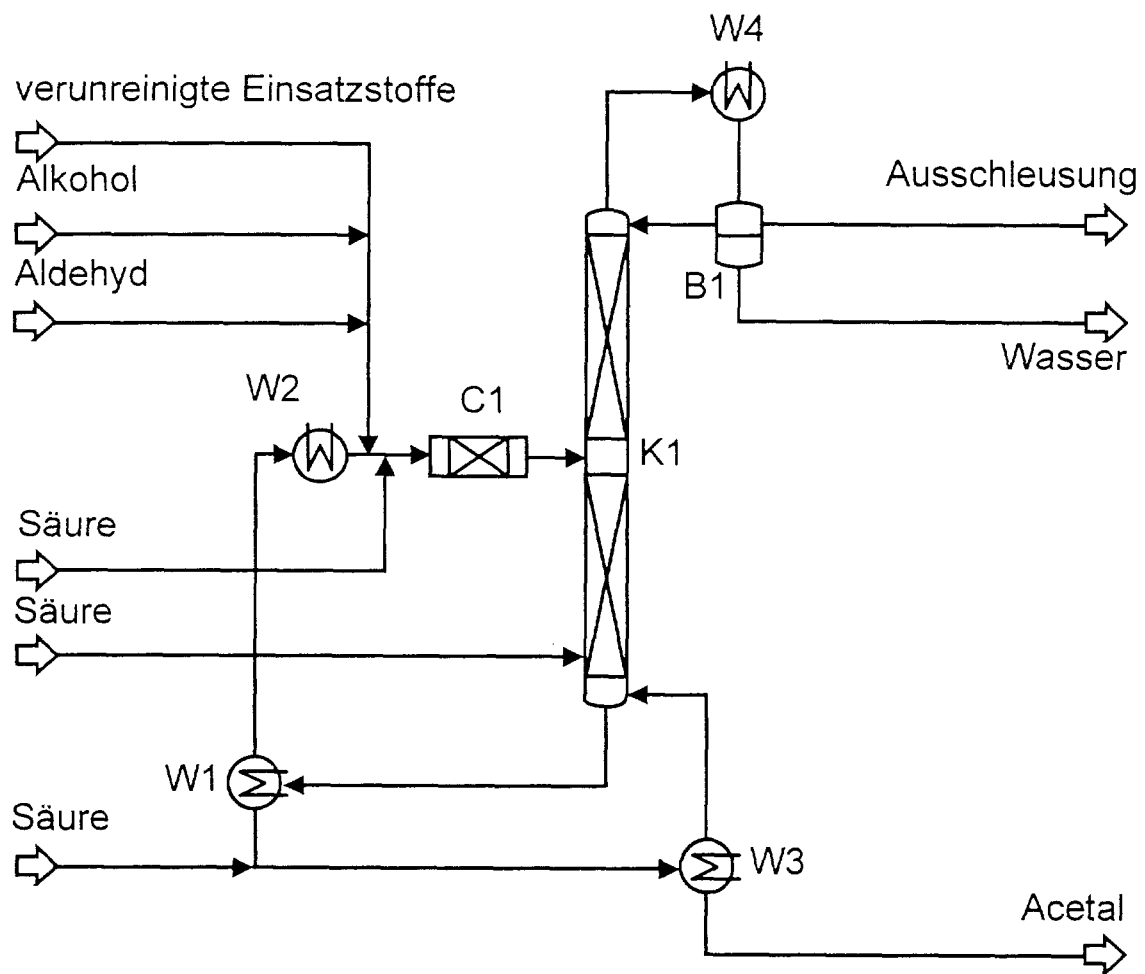 W4
verunreinigte Einsatzstoffe
Alkohol
Ausschleusung
Aldehyd
B1
Wasser
W2
C1
K1
Säure
Säure
W1
Säure
W3
Acetal